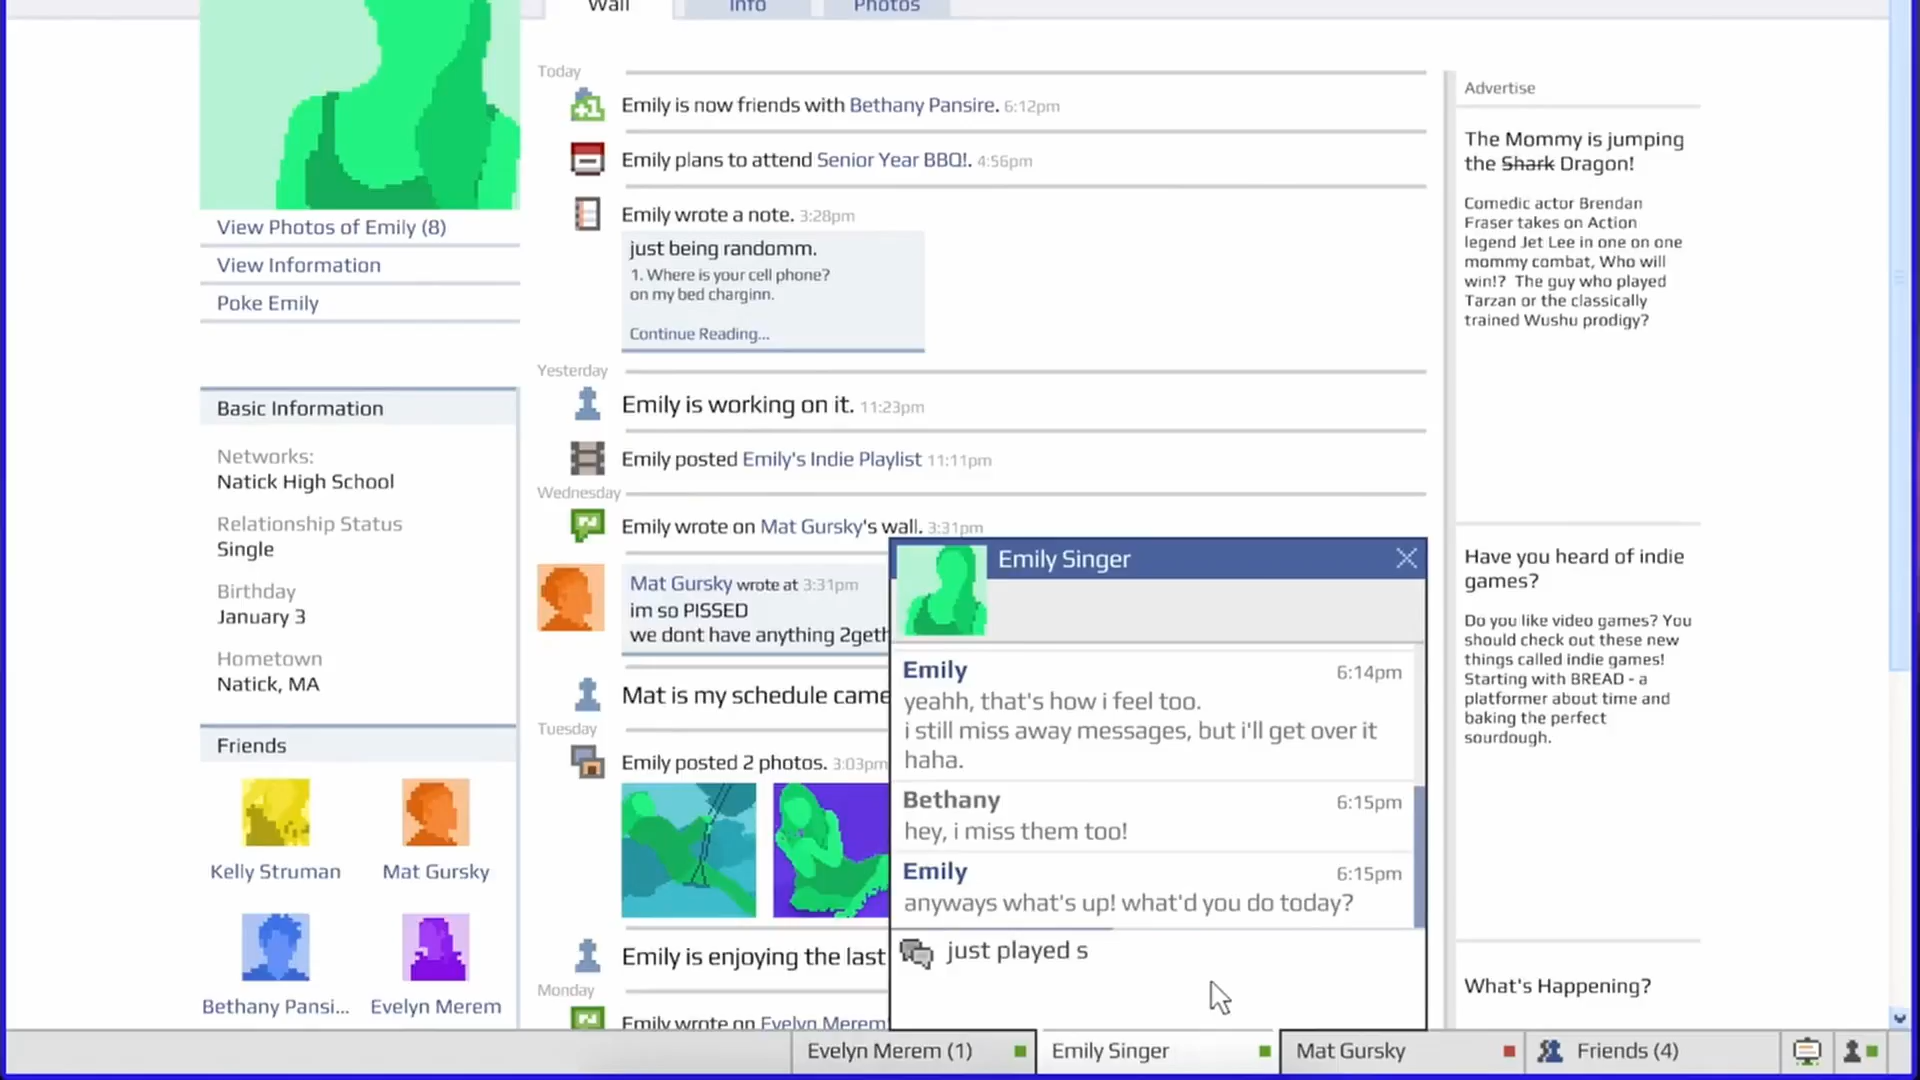 Wall
Info
Photos
View Photos of Emily (8)
View Information
Poke Emily
Basic Information
Networks:
Natick High School
Relationship Status
Single
Birthday
January 3
Hometown
Natick, MA
Friends
Kelly Struman
Mat Gursky
Bethany Pansi...
Evelyn Merem
Today
Emily is now friends with Bethany Pansire. 6:12pm
Emily plans to attend Senior Year BBQ!. 4:56pm
Emily wrote a note. 3:28pm
just being randomm.
1. Where is your cell phone?
on my bed charginn.
Continue Reading...
Yesterday
Emily is working on it. 11:23pm
Emily posted Emily's Indie Playlist 11:11pm
Wednesday
Emily wrote on Mat Gursky's wall. 3:31pm
Mat Gursky wrote at 3:31pm
im so PISSED
we dont have anything 2geth
Mat is my schedule came
Tuesday
Emily posted 2 photos. 3:03pm
Emily is enjoying the last
Monday
Emily wrote on Evelyn Merem
Emily Singer
Emily 6:14pm
yeahh, that's how i feel too.
i still miss away messages, but i'll get over it
haha.
Bethany 6:15pm
hey, i miss them too!
Emily 6:15pm
anyways what's up! what'd you do today?
just played s
Advertise
The Mommy is jumping
the Shark Dragon!
Comedic actor Brendan
Fraser takes on Action
legend Jet Lee in one on one
mommy combat, Who will
win!? The guy who played
Tarzan or the classically
trained Wushu prodigy?
Have you heard of indie
games?
Do you like video games? You
should check out these new
things called indie games!
Starting with BREAD - a
platformer about time and
baking the perfect
sourdough.
What's Happening?
Evelyn Merem (1)
Emily Singer
Mat Gursky
Friends (4)
+1